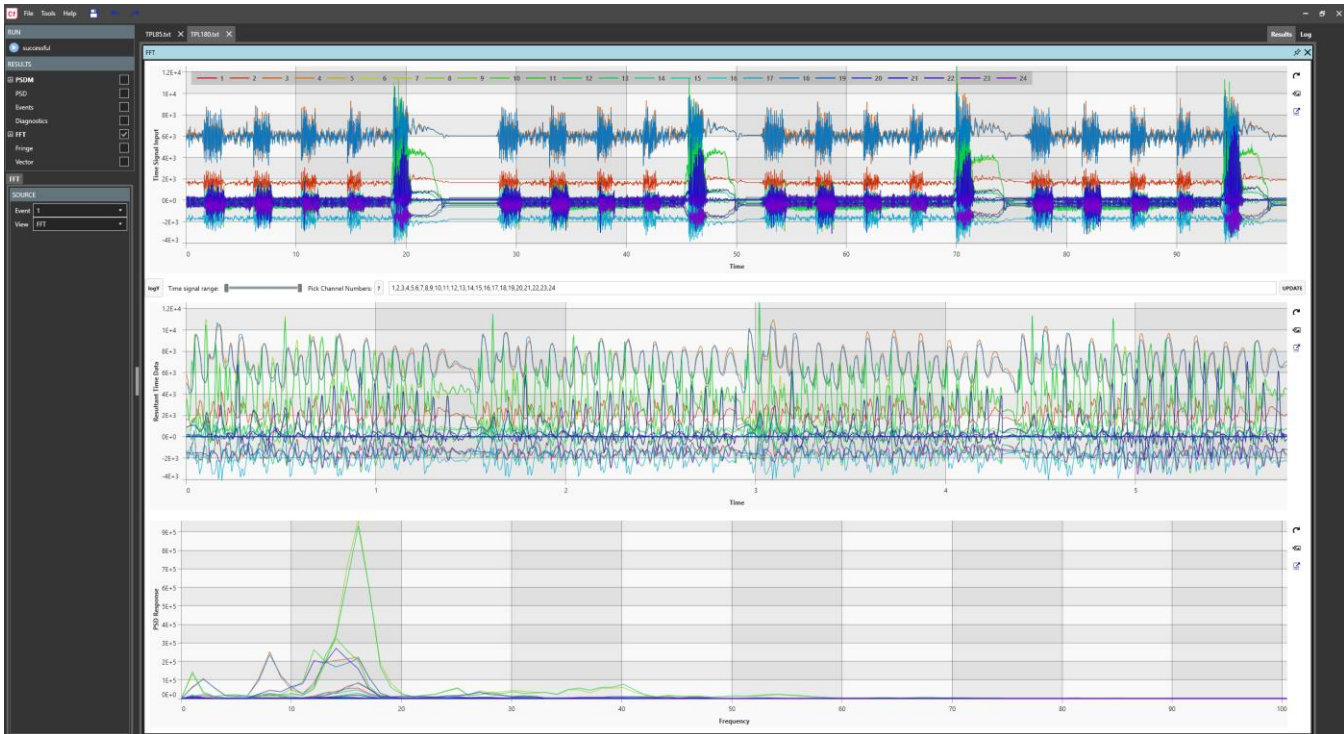 CT File Tools Help
RUN
successful
RESULTS
PSDM
PSD
Events
Diagnostics
FFT
Fringe
Vector
FFT
SOURCE
Event 1
View FFT
TPL85.txt X TPL180.txt X
Results Log
FFT
1 2 3 4 5 6 7 8 9 10 11 12 13 14 15 16 17 18 19 20 21 22 23 24
1.2E+4
1E+4
8E+3
6E+3
4E+3
2E+3
0E+0
-2E+3
-4E+3
Time Signal Input
0 10 20 30 40 50 60 70 80 90
Time
logY Time signal range: Pick Channel Numbers: ↑ 1,2,3,4,5,6,7,8,9,10,11,12,13,14,15,16,17,18,19,20,21,22,23,24 UPDATE
1.2E+4
1E+4
8E+3
6E+3
4E+3
2E+3
0E+0
-2E+3
-4E+3
Resultant Time Data
0 1 2 3 4 5
Time
9E+5
8E+5
7E+5
6E+5
5E+5
4E+5
3E+5
2E+5
1E+5
0E+0
PSD Response
0 10 20 30 40 50 60 70 80 90 100
Frequency